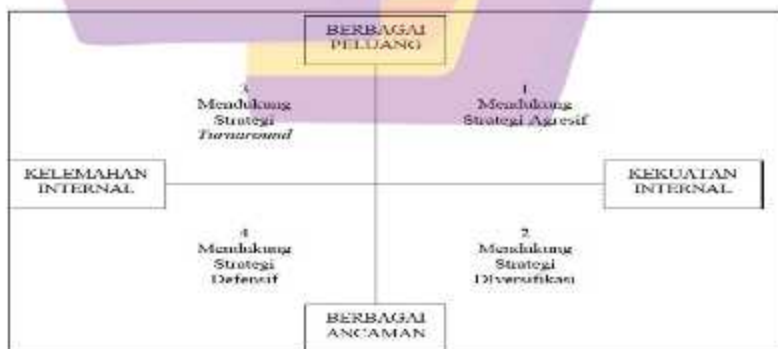 BERBAGAI
PELUANG
3
Mendukung
Strategi
Turnaround
1
Mendukung
Strategi Agresif
KELEMAHAN
INTERNAL
KEKUATAN
INTERNAL
4
Mendukung
Strategi
Defensif
2
Mendukung
Strategi
Diversifikasi
BERBAGAI
ANCAMAN